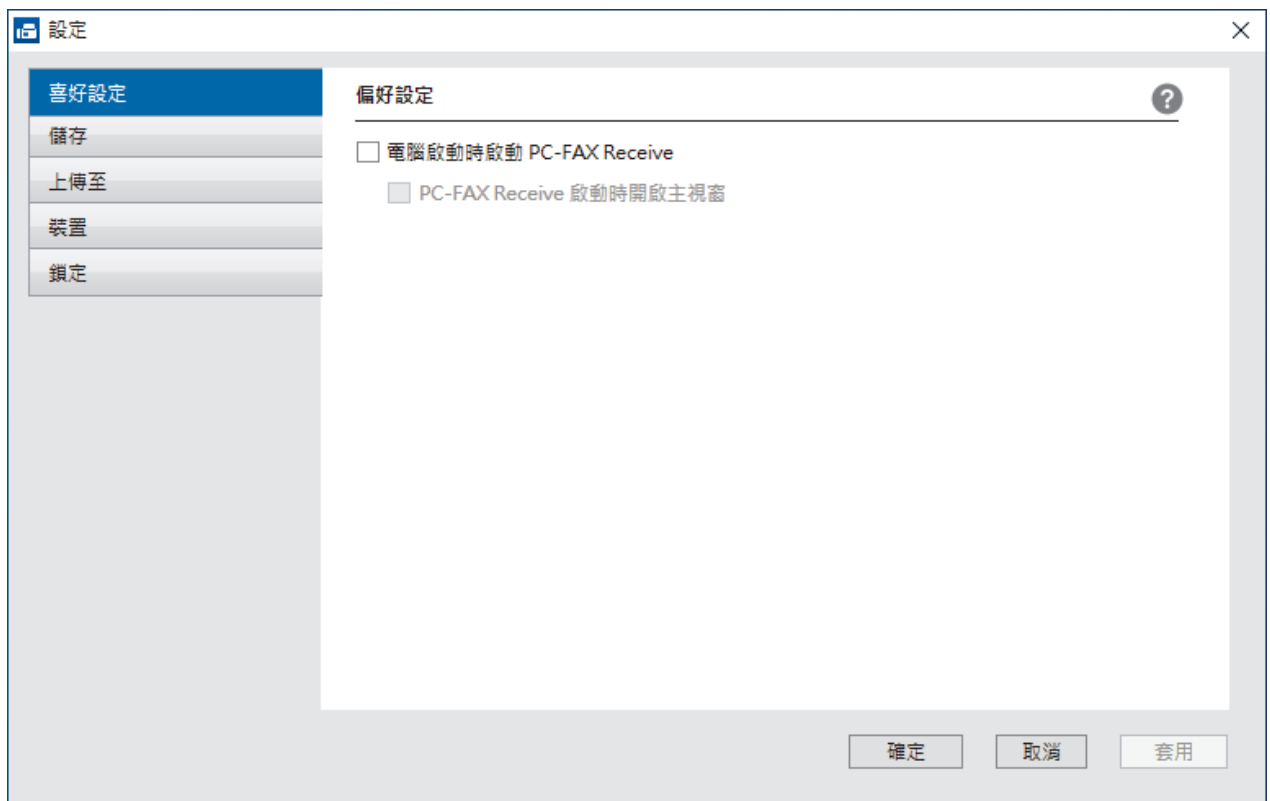 設定
喜好設定
儲存
上傳至
裝置
鎖定
偏好設定
?
電腦啟動時啟動 PC-FAX Receive
PC-FAX Receive 啟動時開啟主視窗
確定
取消
套用